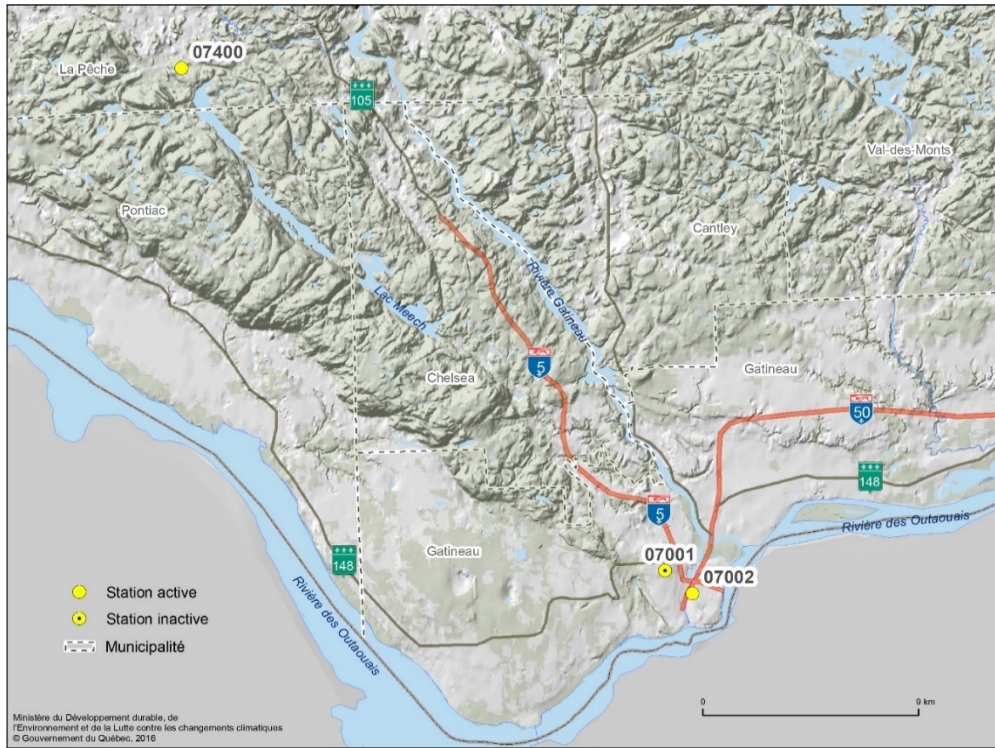 07400
La Pêche
105
Val-des-Monts
Pontiac
Cantley
Rivière Gatineau
Lac-Meech
5
Chelsea
Gatineau
50
148
5
Rivière des Outaouais
Gatineau
07001
148
07002
Station active
Station inactive
Municipalité
Rivière des Outaouais
0
9 km
Ministère du Développement durable, de
l'Environnement et de la Lutte contre les changements climatiques
© Gouvernement du Québec, 2016